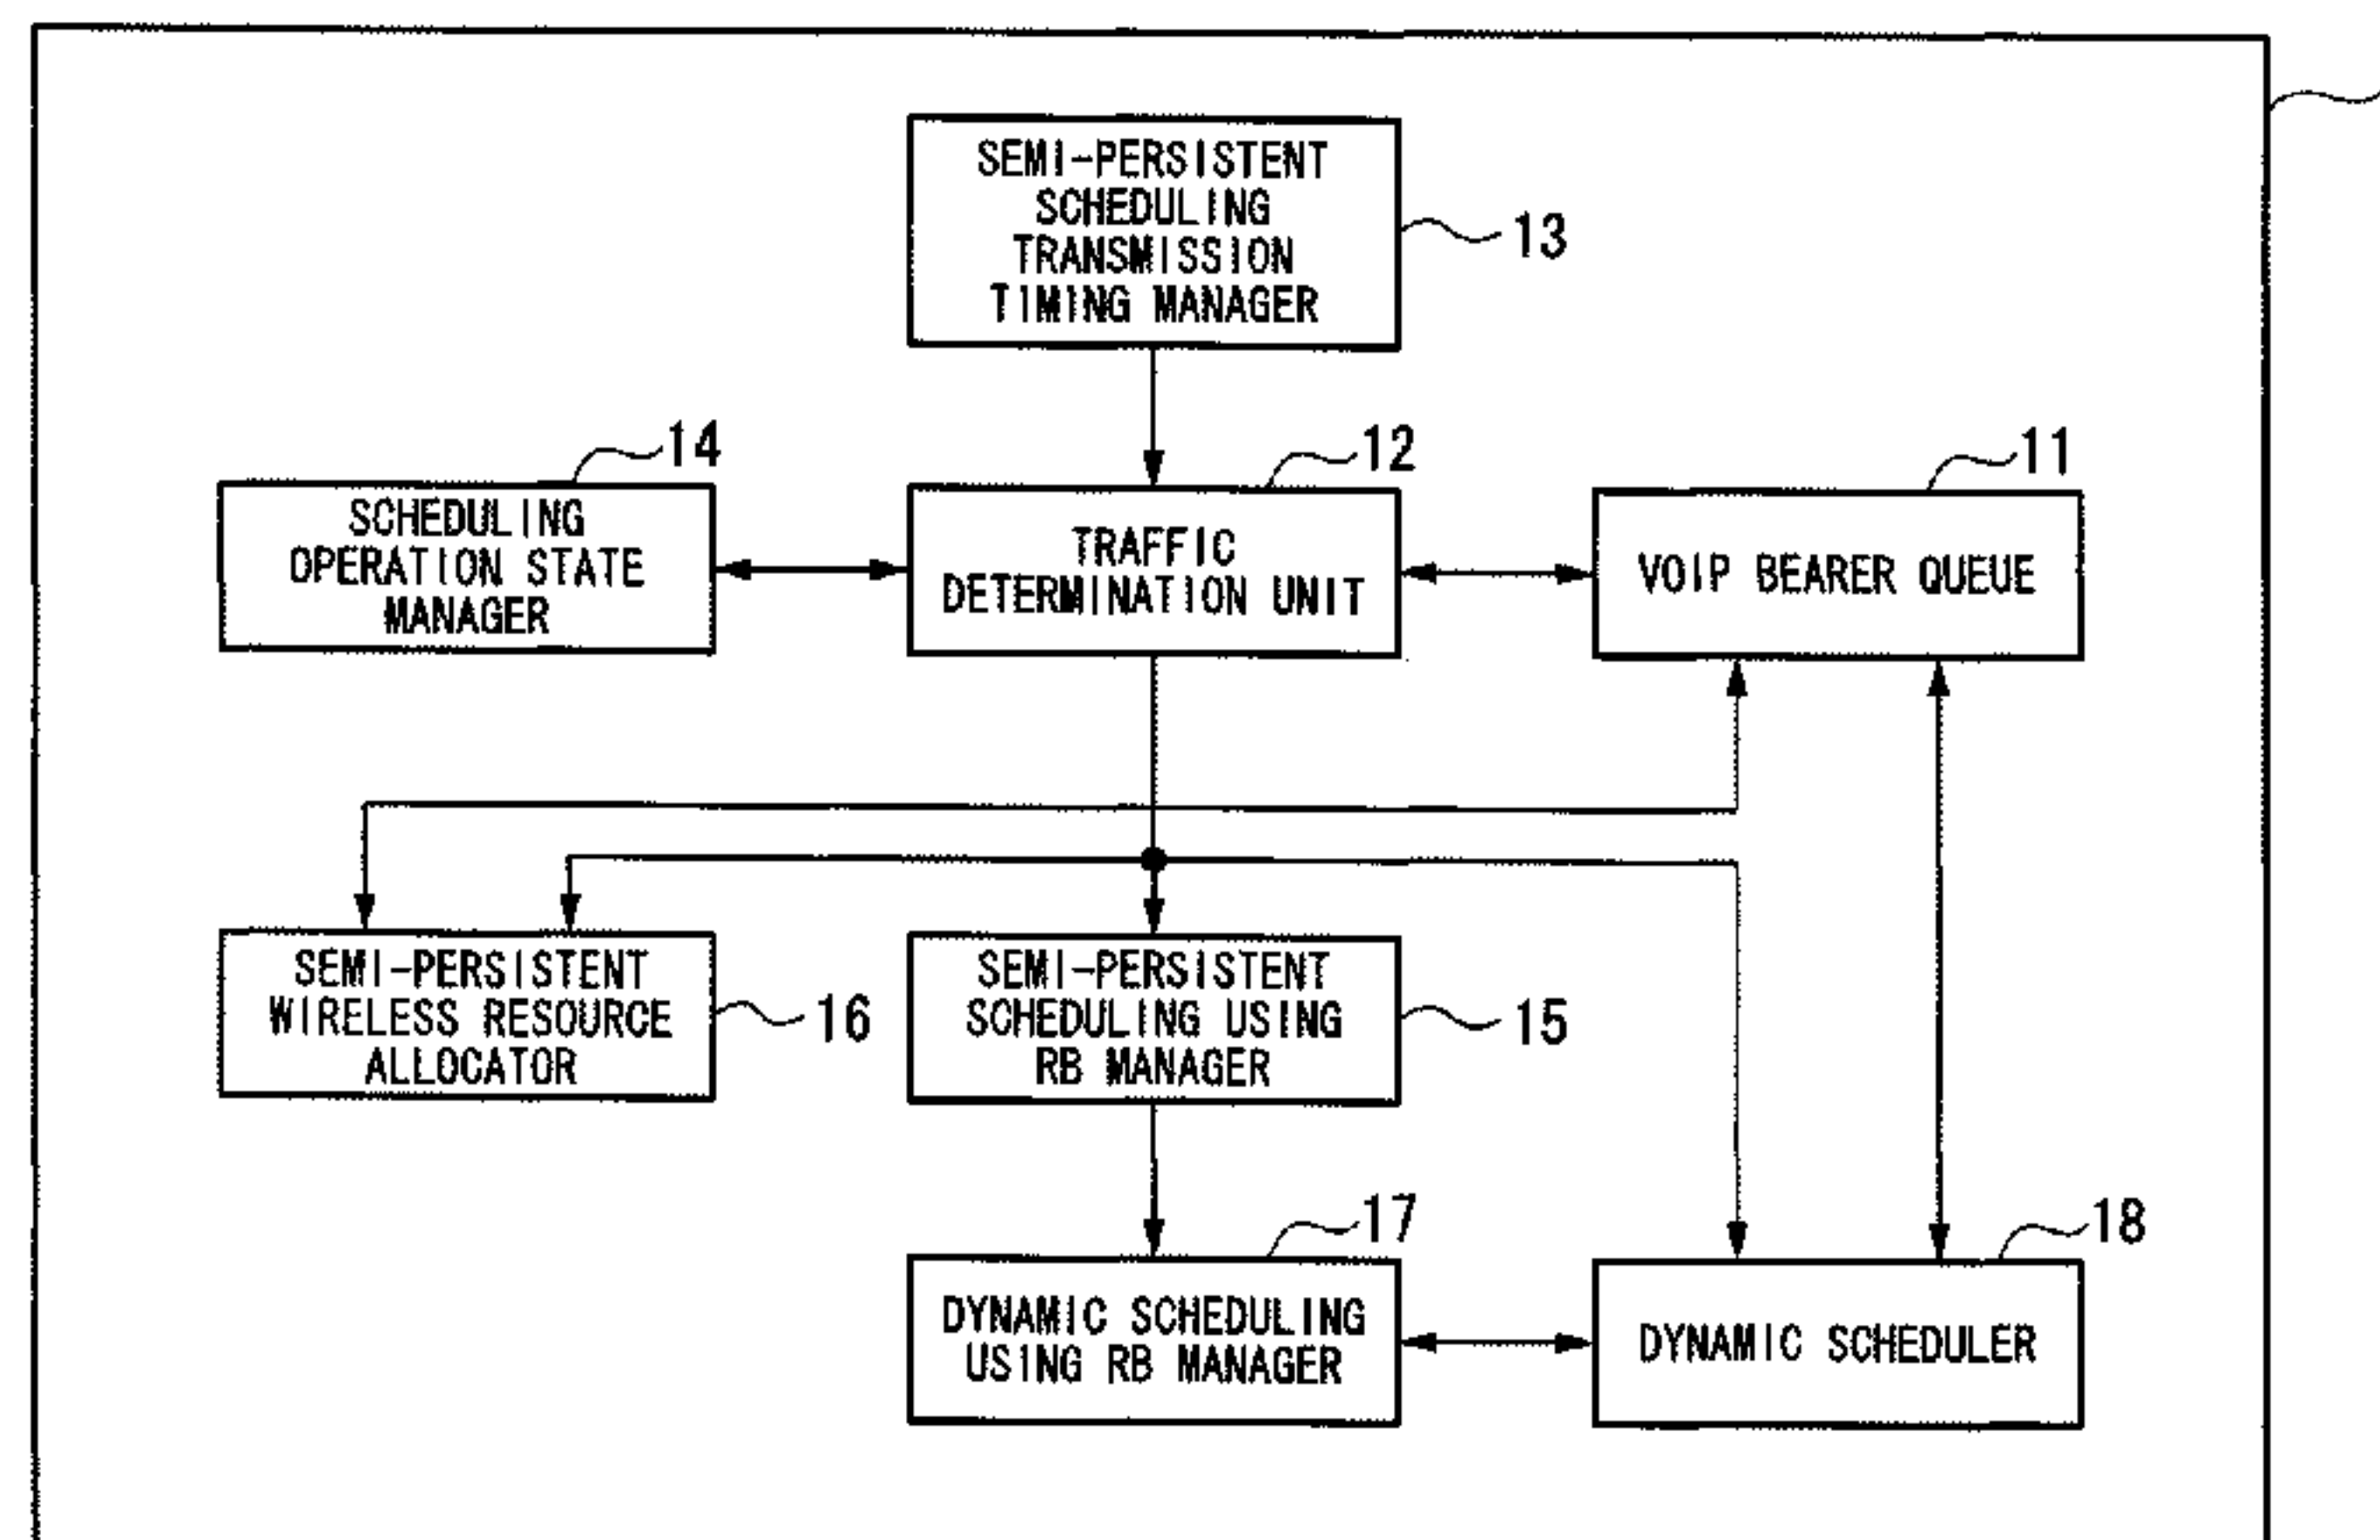 SEMI-PERSISTENT
SCHEDULING
TRANSMISSION
TIMING MANAGER
13
14
12
11
SCHEDULING
OPERATION STATE
MANAGER
TRAFFIC
DETERMINATION UNIT
VOIP BEARER QUEUE
SEMI-PERSISTENT
WIRELESS RESOURCE
ALLOCATOR
16
SEMI-PERSISTENT
SCHEDULING USING
RB MANAGER
15
17
18
DYNAMIC SCHEDULING
USING RB MANAGER
DYNAMIC SCHEDULER